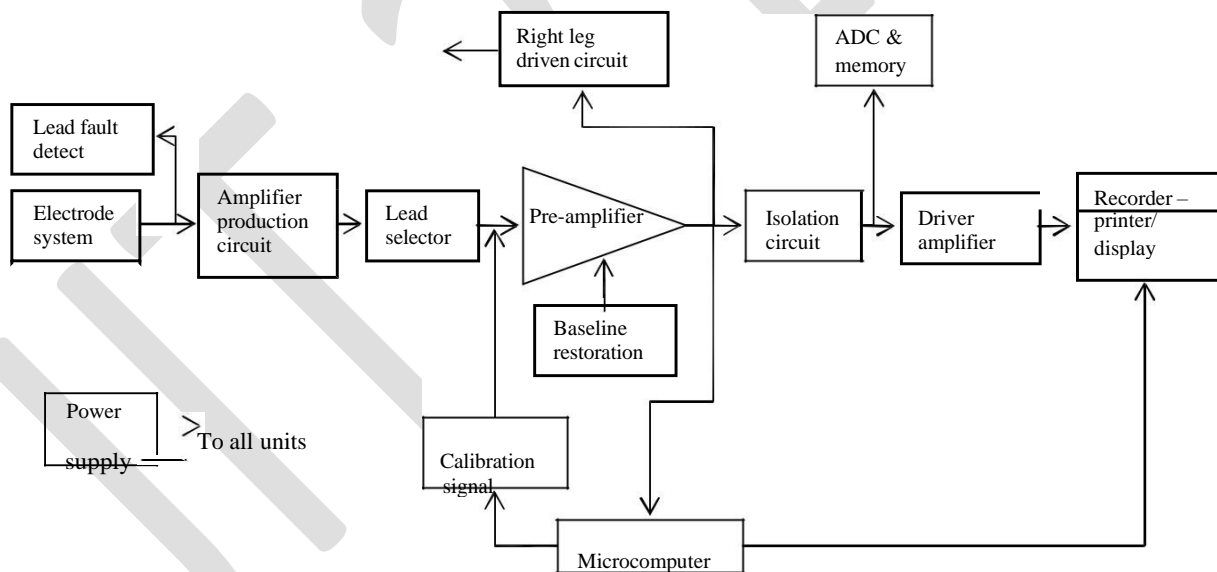 Right leg
driven circuit
ADC &
memory
Lead fault
detect
Electrode
system
Amplifier
production
circuit
Lead
selector
Pre-amplifier
Isolation
circuit
Driver
amplifier
Recorder –
printer/
display
Baseline
restoration
Power
supply
To all units
Calibration
signal
Microcomputer